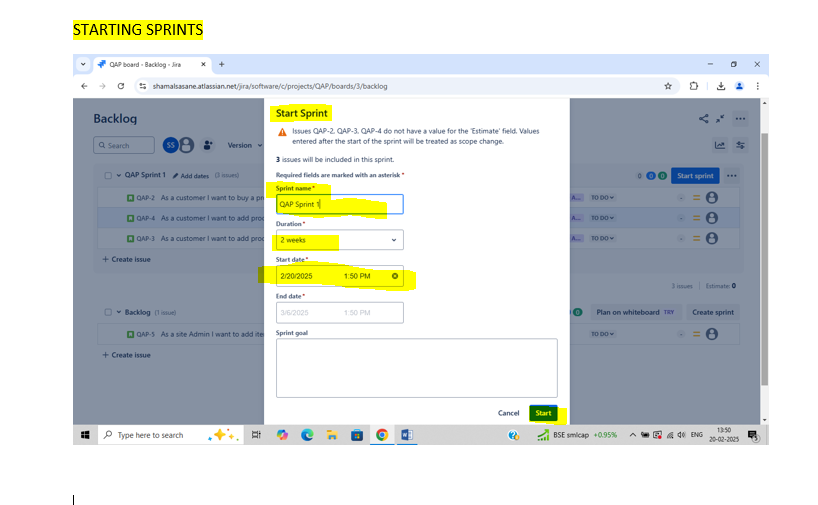 STARTING SPRINTS
QAP board - Backlog - Jira
shamalsasane.atlassian.net/jira/software/c/projects/QAP/boards/3/backlog
Backlog
Search
SS
Version
Start Sprint
Issues QAP-2, QAP-3, QAP-4 do not have a value for the 'Estimate' field. Values
entered after the start of the sprint will be treated as scope change.
3 issues will be included in this sprint.
Required fields are marked with an asterisk *
Sprint name *
QAP Sprint 1
Duration *
2 weeks
Start date *
2/20/2025 1:50 PM
End date *
3/6/2025 1:50 PM
Sprint goal
Cancel Start
QAP Sprint 1 Add dates (3 issues) 0 0 0 Start sprint
QAP-2 As a customer I want to buy a pr A... TO DO
QAP-4 As a customer I want to add proc A... TO DO
QAP-3 As a customer I want to add proc A... TO DO
+ Create issue
3 issues Estimate: 0
Backlog (1 issue) 0 Plan on whiteboard TRY Create sprint
QAP-5 As a site Admin I want to add ite TO DO
+ Create issue
Type here to search
BSE smlcap +0.95% ENG 13:50
20-02-2025